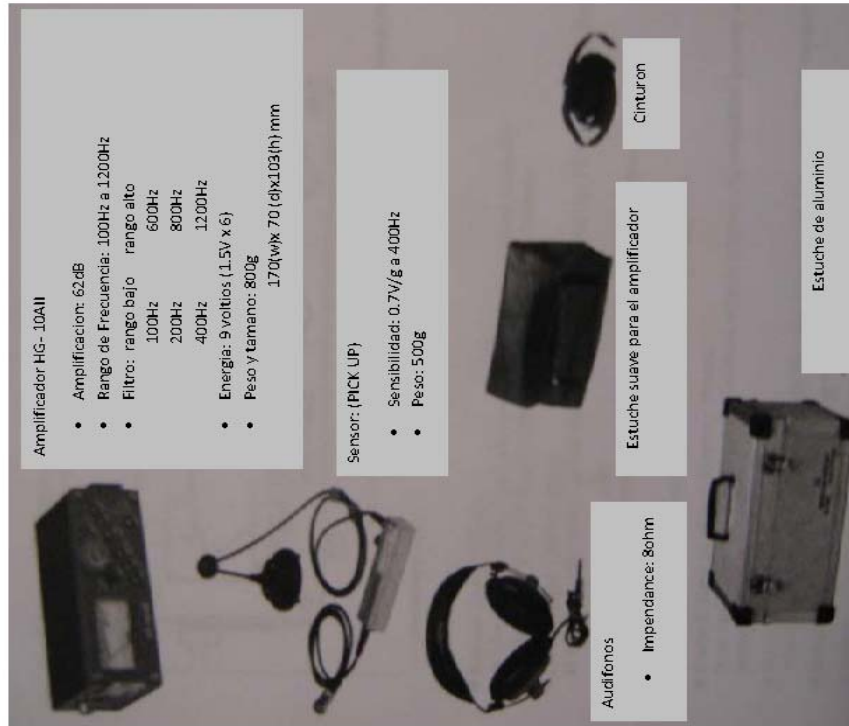 Amplificador HG- 10AII
• Amplificacion: 62dB
• Rango de Frecuencia: 100Hz a 1200Hz
• Filtro: rango bajo rango alto
100Hz 600Hz
200Hz 800Hz
400Hz 1200Hz
• Energia: 9 voltios (1.5V x 6)
• Peso y tamano: 800g
170(w)x 70 (d)x103(h) mm
Sensor: (PICK UP)
• Sensibilidad: 0.7V/g a 400Hz
• Peso: 500g
Audifonos
• Impendance: 8ohm
Estuche suave para el amplificador
Cinturon
Estuche de aluminio